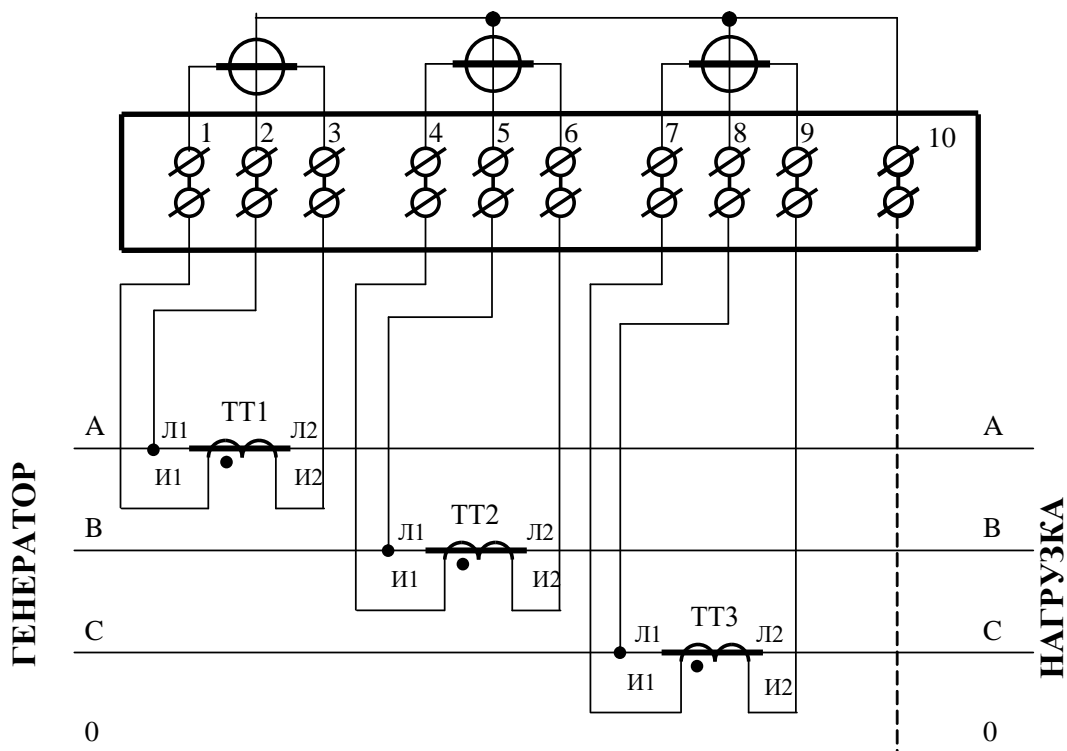 1 2 3 4 5 6 7 8 9 10
ТТ1
А Л1 Л2 А
И1 И2
ТТ2
В Л1 Л2 В
И1 И2
ТТ3
С Л1 Л2 С
И1 И2
0 0
ГЕНЕРАТОР
НАГРУЗКА